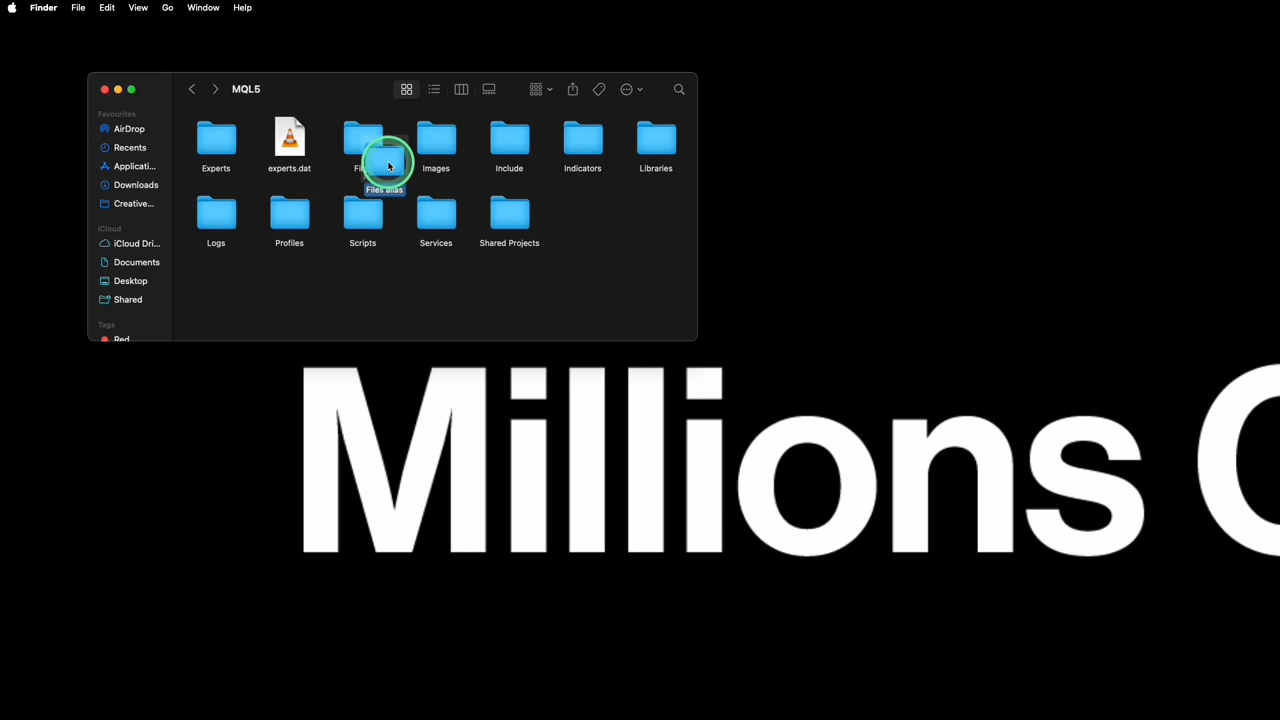 Finder File Edit View Go Window Help
MQL5
Favourites
AirDrop
Recents
Applicati...
Downloads
Creative...
iCloud
iCloud Dri...
Documents
Desktop
Shared
Tags
Red
Experts experts.dat Images Include Indicators Libraries
Files alias
Logs Profiles Scripts Services Shared Projects
Millions